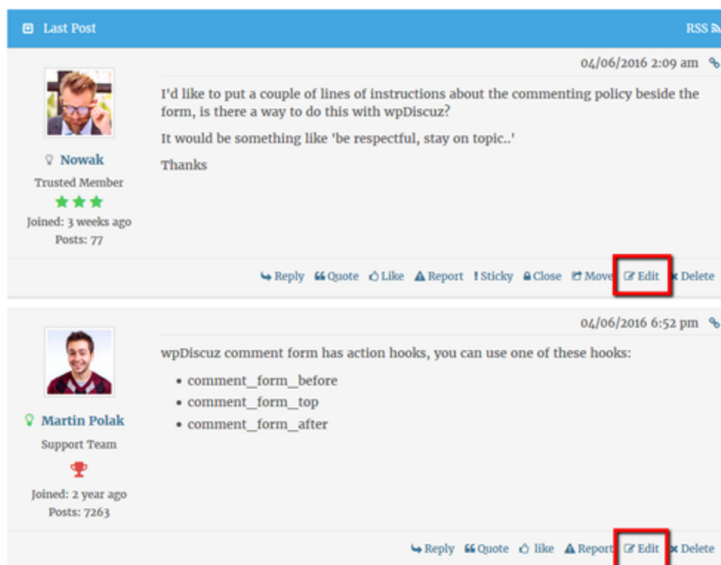 Last Post RSS
04/06/2016 2:09 am
I'd like to put a couple of lines of instructions about the commenting policy beside the
form, is there a way to do this with wpDiscuz?
It would be something like 'be respectful, stay on topic..'
Thanks
Nowak
Trusted Member
Joined: 3 weeks ago
Posts: 77
Reply Quote Like Report Sticky Close Move Edit Delete
04/06/2016 6:52 pm
wpDiscuz comment form has action hooks, you can use one of these hooks:
• comment_form_before
• comment_form_top
• comment_form_after
Martin Polak
Support Team
Joined: 2 year ago
Posts: 7263
Reply Quote like Report Edit Delete